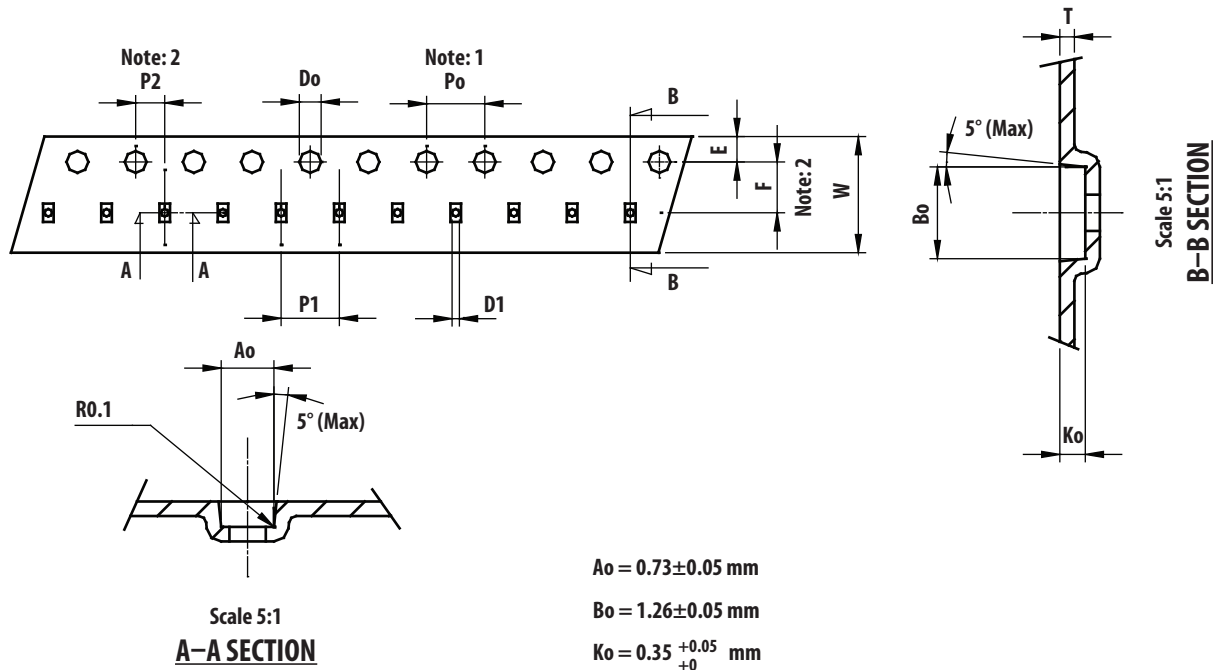 Note: 2
P2
Do
Note: 1
Po
B
E
F
Note: 2
W
A
A
B
P1
D1
Ao
R0.1
5° (Max)
Scale 5:1
A–A SECTION
T
5° (Max)
Bo
Ko
Scale 5:1
B–B SECTION
Ao = 0.73±0.05 mm
Bo = 1.26±0.05 mm
Ko = 0.35 +0.05 +0 mm